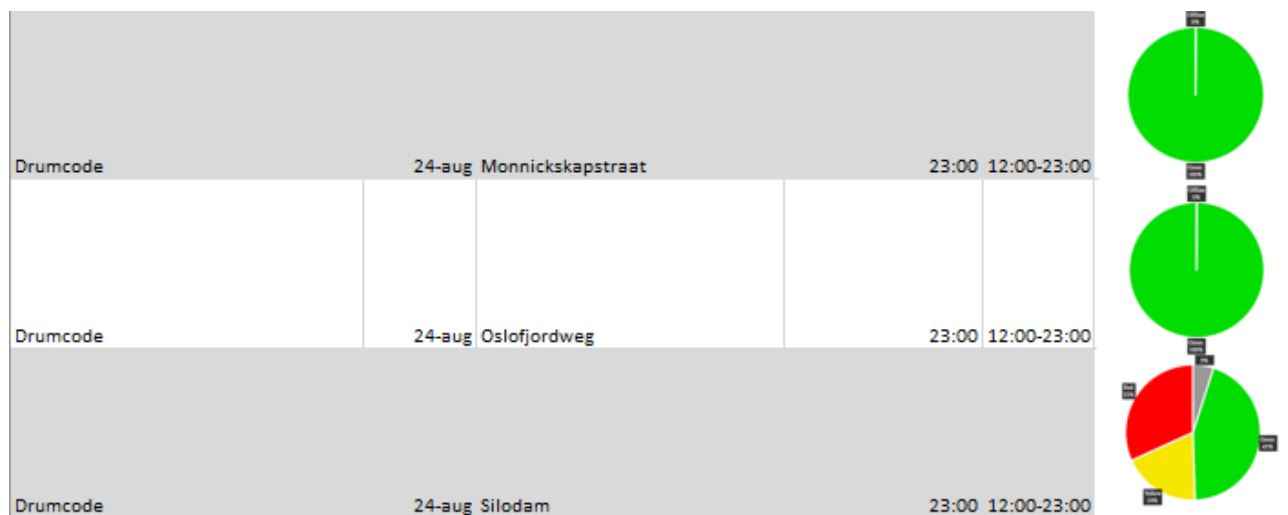 Drumcode 24-aug Monnickskapstraat 23:00 12:00-23:00
Drumcode 24-aug Oslofjordweg 23:00 12:00-23:00
Drumcode 24-aug Silodam 23:00 12:00-23:00